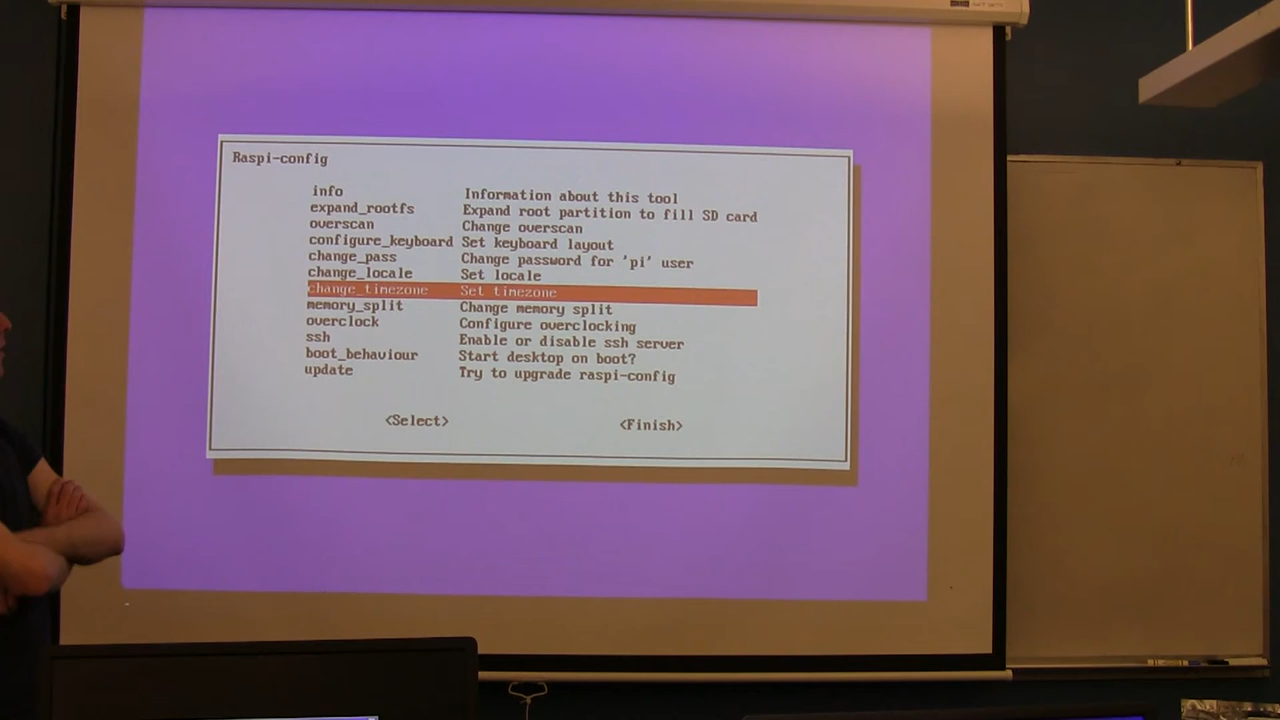 Raspi-config
info Information about this tool
expand_rootfs Expand root partition to fill SD card
overscan Change overscan
configure_keyboard Set keyboard layout
change_pass Change password for 'pi' user
change_locale Set locale
change_timezone Set timezone
memory_split Change memory split
overclock Configure overclocking
ssh Enable or disable ssh server
boot_behaviour Start desktop on boot?
update Try to upgrade raspi-config
<Select> <Finish>